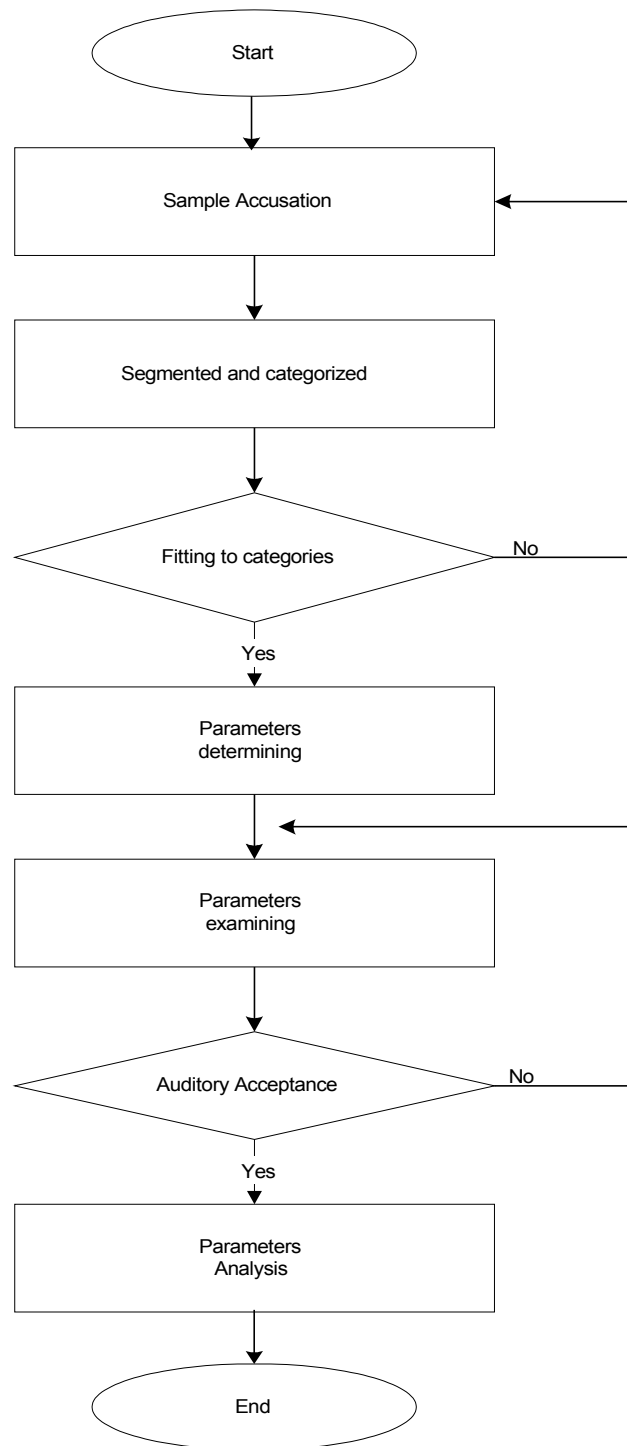 Start
Sample Accusation
Segmented and categorized
Fitting to categories
No
Yes
Parameters
determining
Parameters
examining
Auditory Acceptance
No
Yes
Parameters
Analysis
End